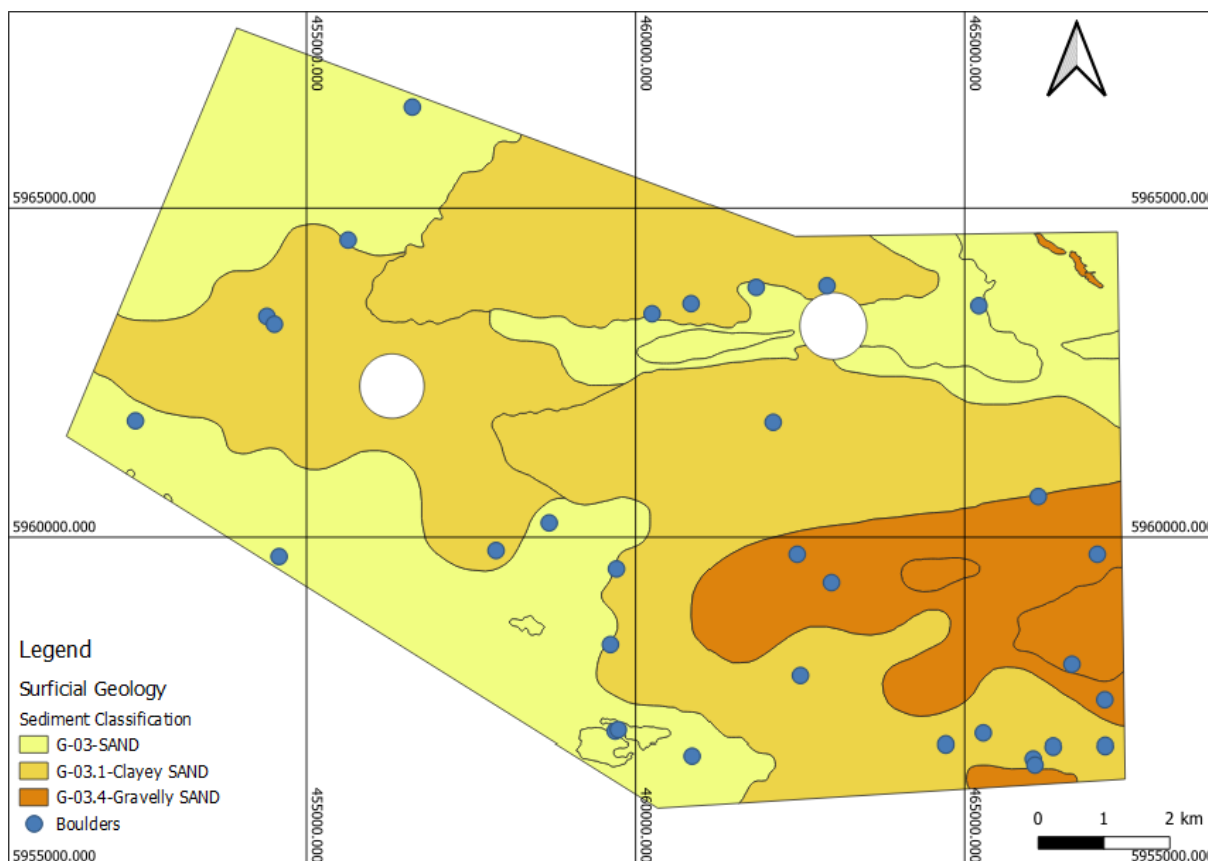 455000.000
460000.000
465000.000
5965000.000
5965000.000
5960000.000
5960000.000
Legend
Surficial Geology
Sediment Classification
G-03-SAND
G-03.1-Clayey SAND
G-03.4-Gravelly SAND
Boulders
455000.000
460000.000
465000.000
0 1 2 km
5955000.000
5955000.000